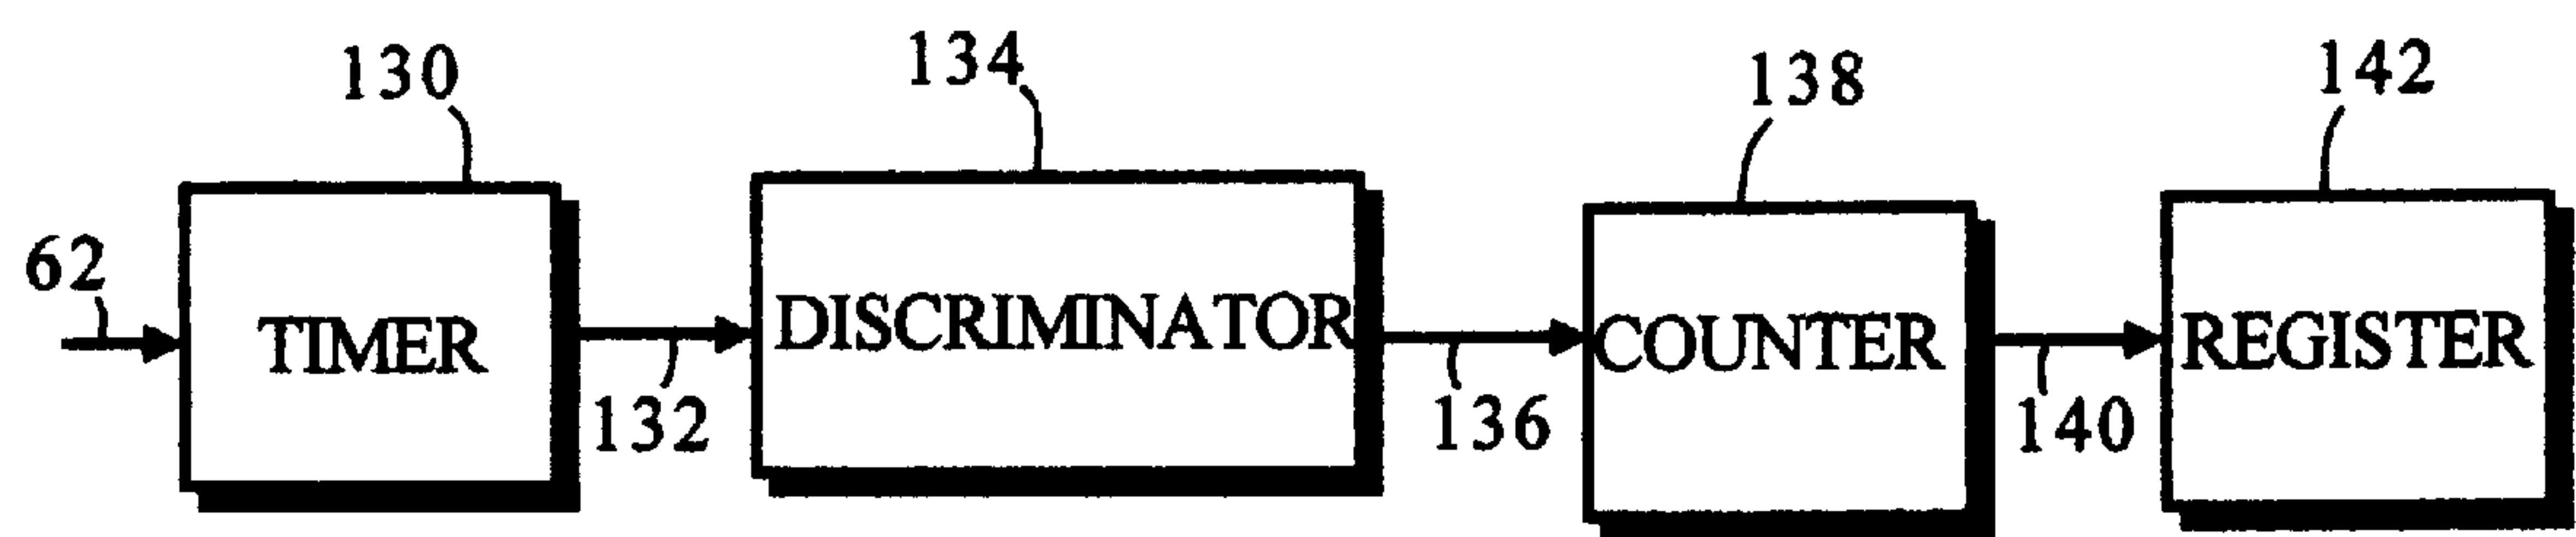 130
134
138
142
62
TIMER
DISCRIMINATOR
COUNTER
REGISTER
132
136
140